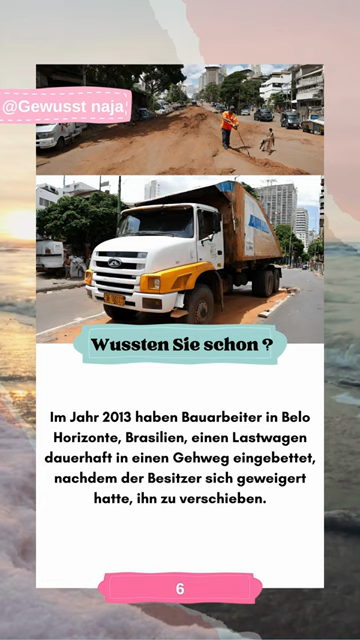 @Gewusst naja
Wussten Sie schon ?
Im Jahr 2013 haben Bauarbeiter in Belo
Horizonte, Brasilien, einen Lastwagen
dauerhaft in einen Gehweg eingebettet,
nachdem der Besitzer sich geweigert
hatte, ihn zu verschieben.
6